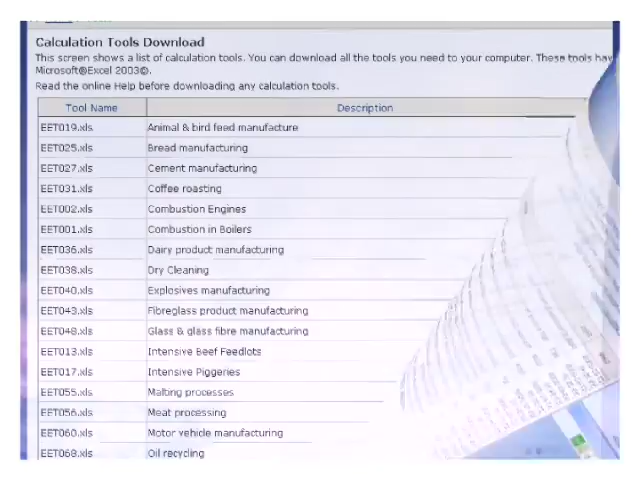 Calculation Tools Download
This screen shows a list of calculation tools. You can download all the tools you need to your computer. These tools hav
Microsoft®Excel 2003©.
Read the online Help before downloading any calculation tools.
Tool Name Description
EET019.xls Animal & bird feed manufacture
EET025.xls Bread manufacturing
EET027.xls Cement manufacturing
EET031.xls Coffee roasting
EET002.xls Combustion Engines
EET001.xls Combustion in Boilers
EET036.xls Dairy product manufacturing
EET038.xls Dry Cleaning
EET040.xls Explosives manufacturing
EET043.xls Fibreglass product manufacturing
EET048.xls Glass & glass fibre manufacturing
EET013.xls Intensive Beef Feedlots
EET017.xls Intensive Piggeries
EET055.xls Malting processes
EET056.xls Meat processing
EET060.xls Motor vehicle manufacturing
EET068.xls Oil recycling